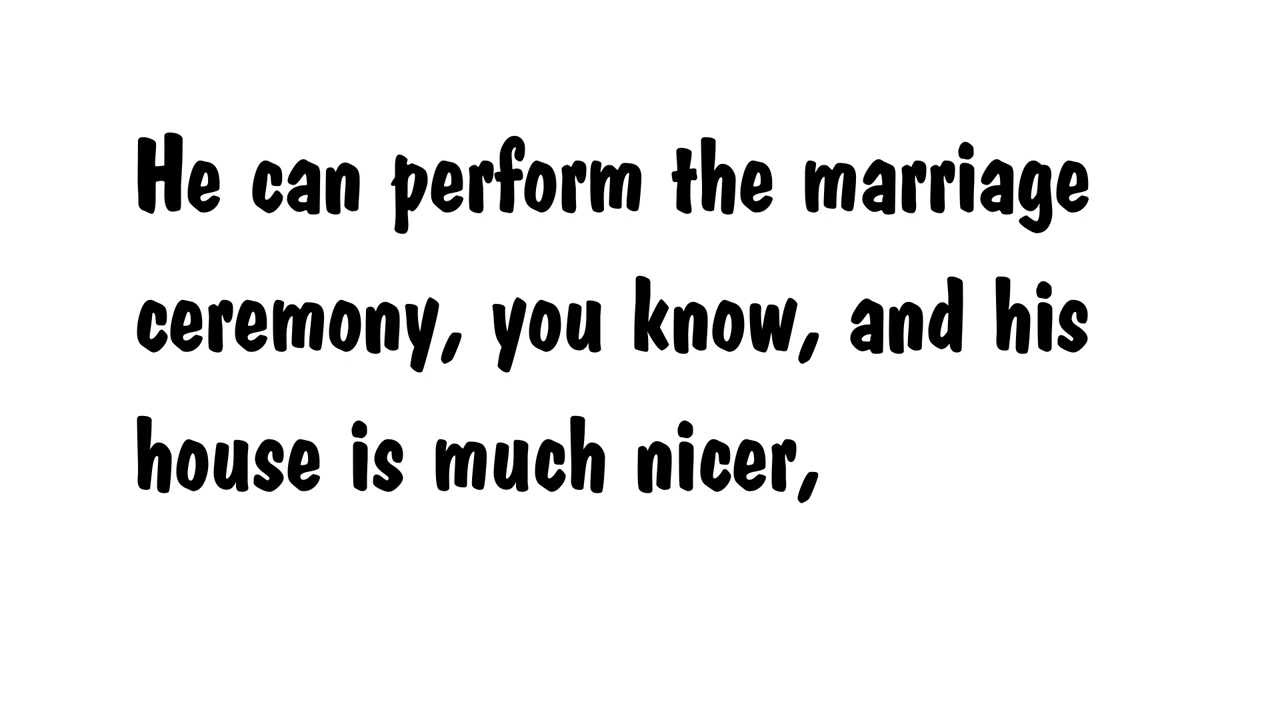 He can perform the marriage
ceremony, you know, and his
house is much nicer,